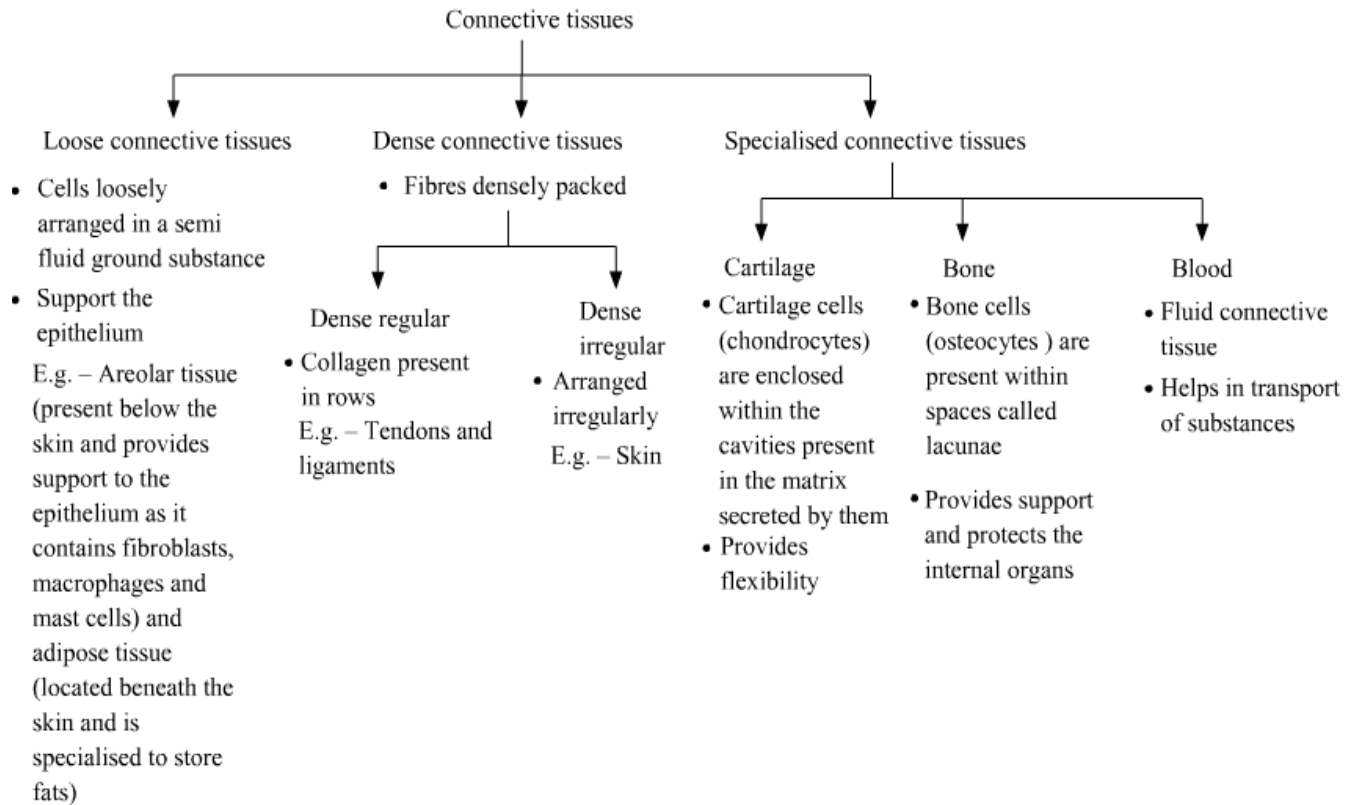 Connective tissues
Loose connective tissues
• Cells loosely
arranged in a semi
fluid ground substance
• Support the
epithelium
E.g. – Areolar tissue
(present below the
skin and provides
support to the
epithelium as it
contains fibroblasts,
macrophages and
mast cells) and
adipose tissue
(located beneath the
skin and is
specialised to store
fats)
Dense connective tissues
• Fibres densely packed
Dense regular
• Collagen present
in rows
E.g. – Tendons and
ligaments
Dense
irregular
• Arranged
irregularly
E.g. – Skin
Specialised connective tissues
Cartilage
• Cartilage cells
(chondrocytes)
are enclosed
within the
cavities present
in the matrix
secreted by them
• Provides
flexibility
Bone
• Bone cells
(osteocytes ) are
present within
spaces called
lacunae
• Provides support
and protects the
internal organs
Blood
• Fluid connective
tissue
• Helps in transport
of substances